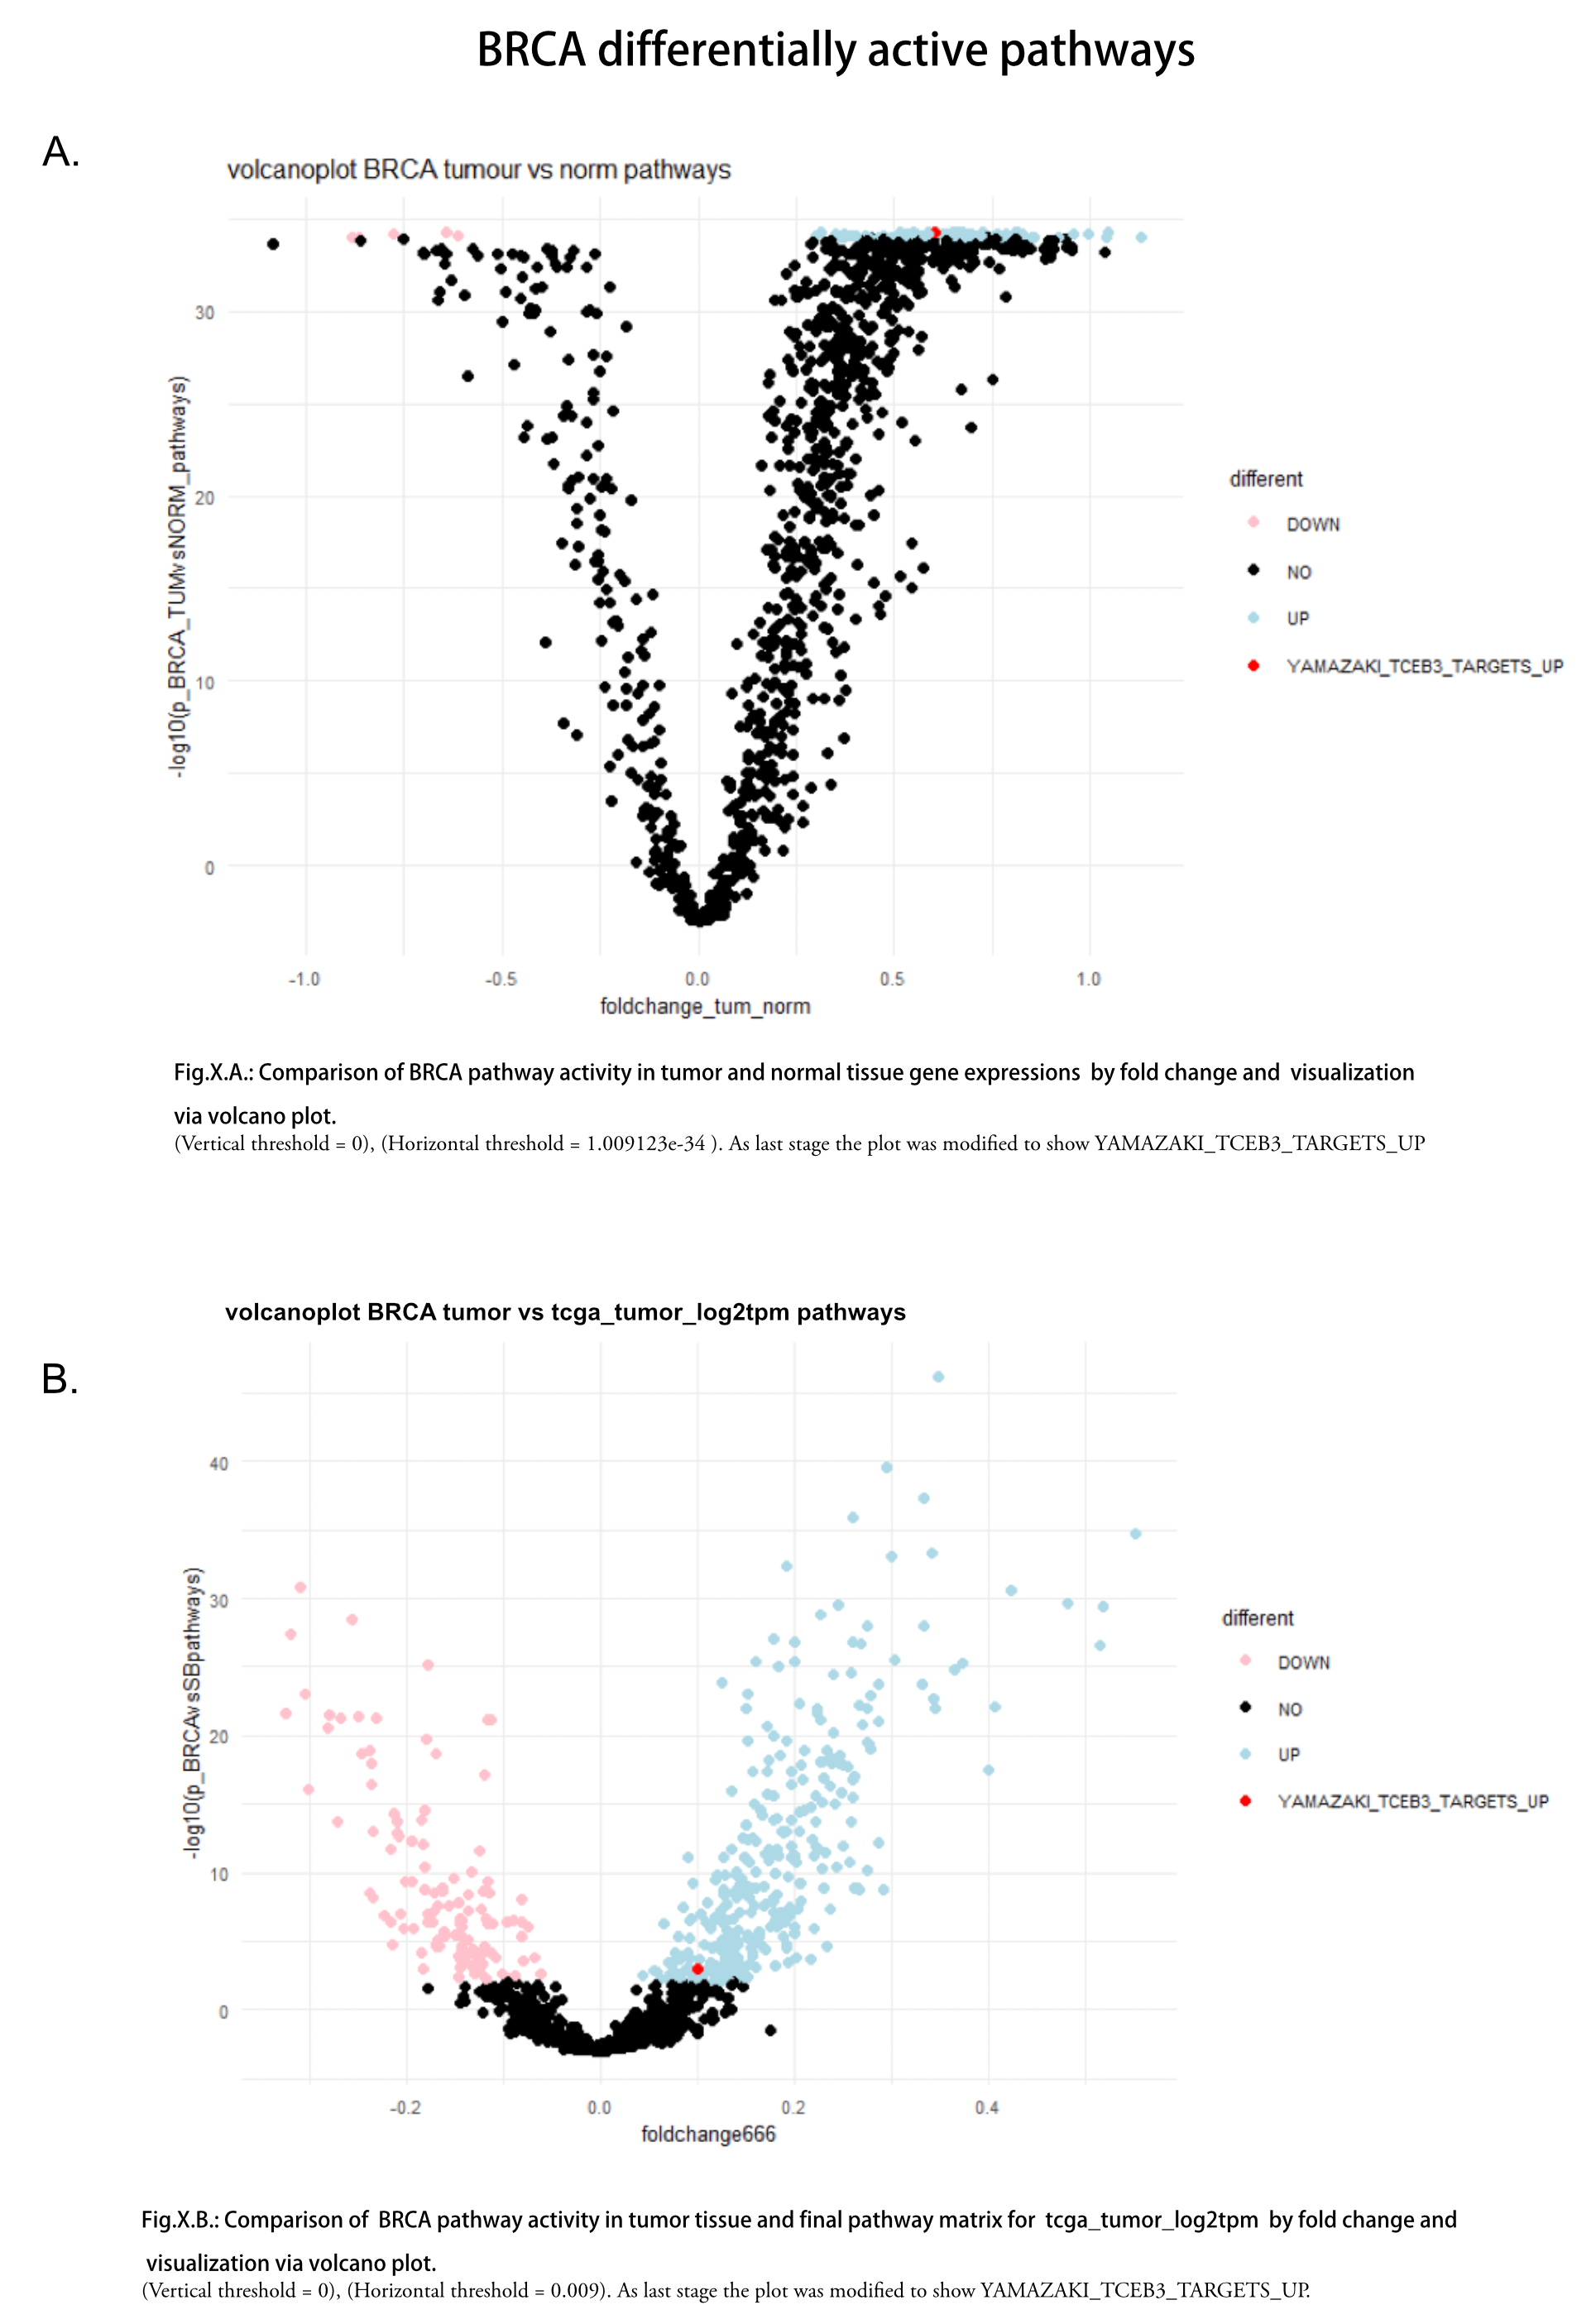 BRCA differentially active pathways
A.
volcanoplot BRCA tumour vs norm pathways
-log10(p_BRCA_TUMvsNORM_pathways)
30
20
10
0
-1.0 -0.5 0.0 0.5 1.0
foldchange_tum_norm
different
DOWN
NO
UP
YAMAZAKI_TCEB3_TARGETS_UP
Fig.X.A.: Comparison of BRCA pathway activity in tumor and normal tissue gene expressions by fold change and visualization
via volcano plot.
(Vertical threshold = 0), (Horizontal threshold = 1.009123e-34 ). As last stage the plot was modified to show YAMAZAKI_TCEB3_TARGETS_UP
volcanoplot BRCA tumor vs tcga_tumor_log2tpm pathways
B.
-log10(p_BRCAvsSBpathways)
40
30
20
10
0
-0.2 0.0 0.2 0.4
foldchange666
different
DOWN
NO
UP
YAMAZAKI_TCEB3_TARGETS_UP
Fig.X.B.: Comparison of BRCA pathway activity in tumor tissue and final pathway matrix for tcga_tumor_log2tpm by fold change and
visualization via volcano plot.
(Vertical threshold = 0), (Horizontal threshold = 0.009). As last stage the plot was modified to show YAMAZAKI_TCEB3_TARGETS_UP.